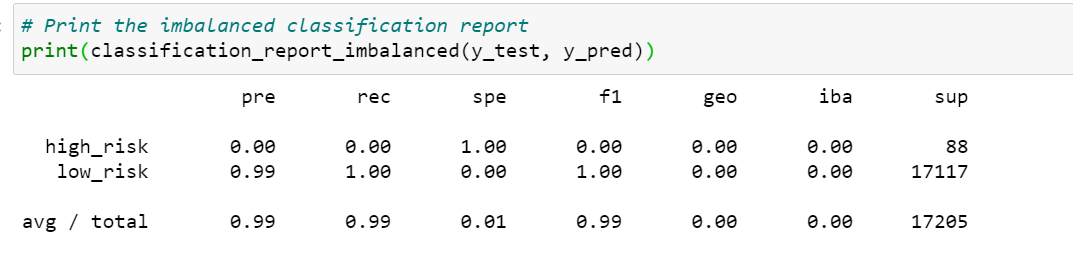 # Print the imbalanced classification report
print(classification_report_imbalanced(y_test, y_pred))
pre rec spe f1 geo iba sup
high_risk 0.00 0.00 1.00 0.00 0.00 0.00 88
low_risk 0.99 1.00 0.00 1.00 0.00 0.00 17117
avg / total 0.99 0.99 0.01 0.99 0.00 0.00 17205